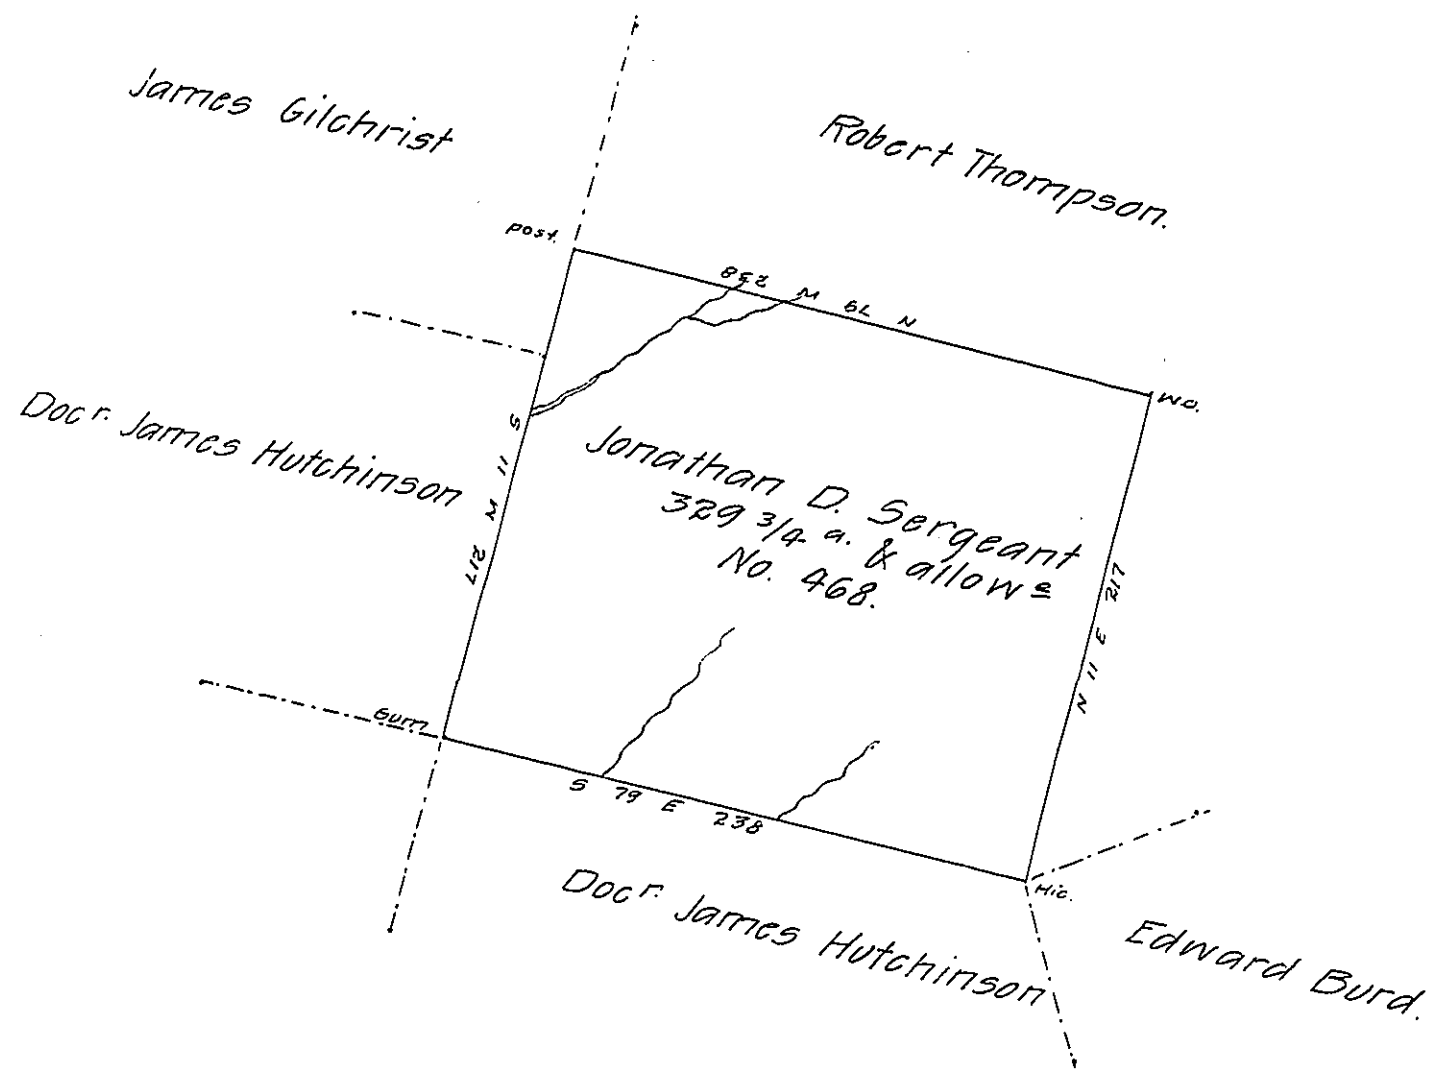 James Gilchrist
Robert Thompson.
post.
N 79 W 238
Wo.
Docr. James Hutchinson
S 11 W 217
Jonathan D. Sergeant
329 3/4 a. & allowe
No. 468.
N 11 E 217
Gum
S 79 E 238
Hic.
Docr. James Hutchinson
Edward Burd.